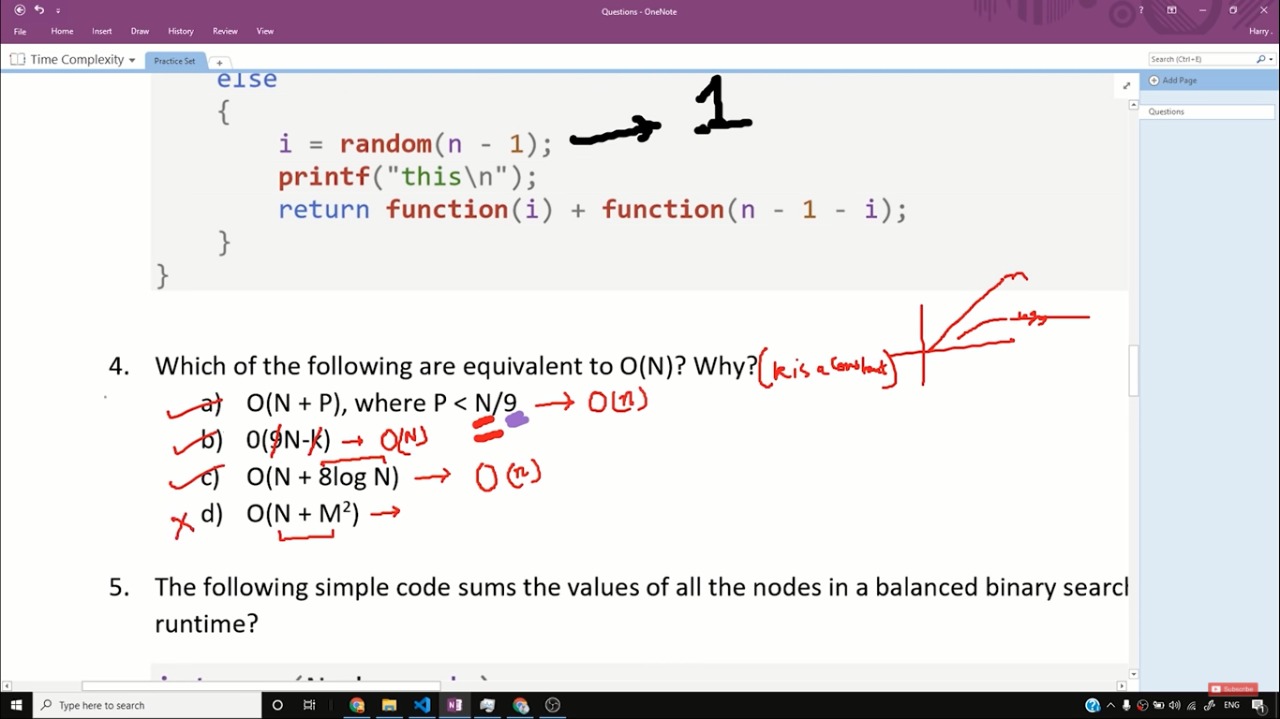 Questions - OneNote
File Home Insert Draw History Review View
Harry .
Time Complexity Practice Set
Search (Ctrl+E)
Add Page
Questions
else
{
i = random(n - 1); 1
printf("this\n");
return function(i) + function(n - 1 - i);
}
}
4. Which of the following are equivalent to O(N)? Why? (k is a constant)
a) O(N + P), where P < N/9 → O(n)
b) 0(9N-k) → O(N)
c) O(N + 8log N) → O(n)
d) O(N + M²) →
5. The following simple code sums the values of all the nodes in a balanced binary search
runtime?
Subscribe
Type here to search
ENG